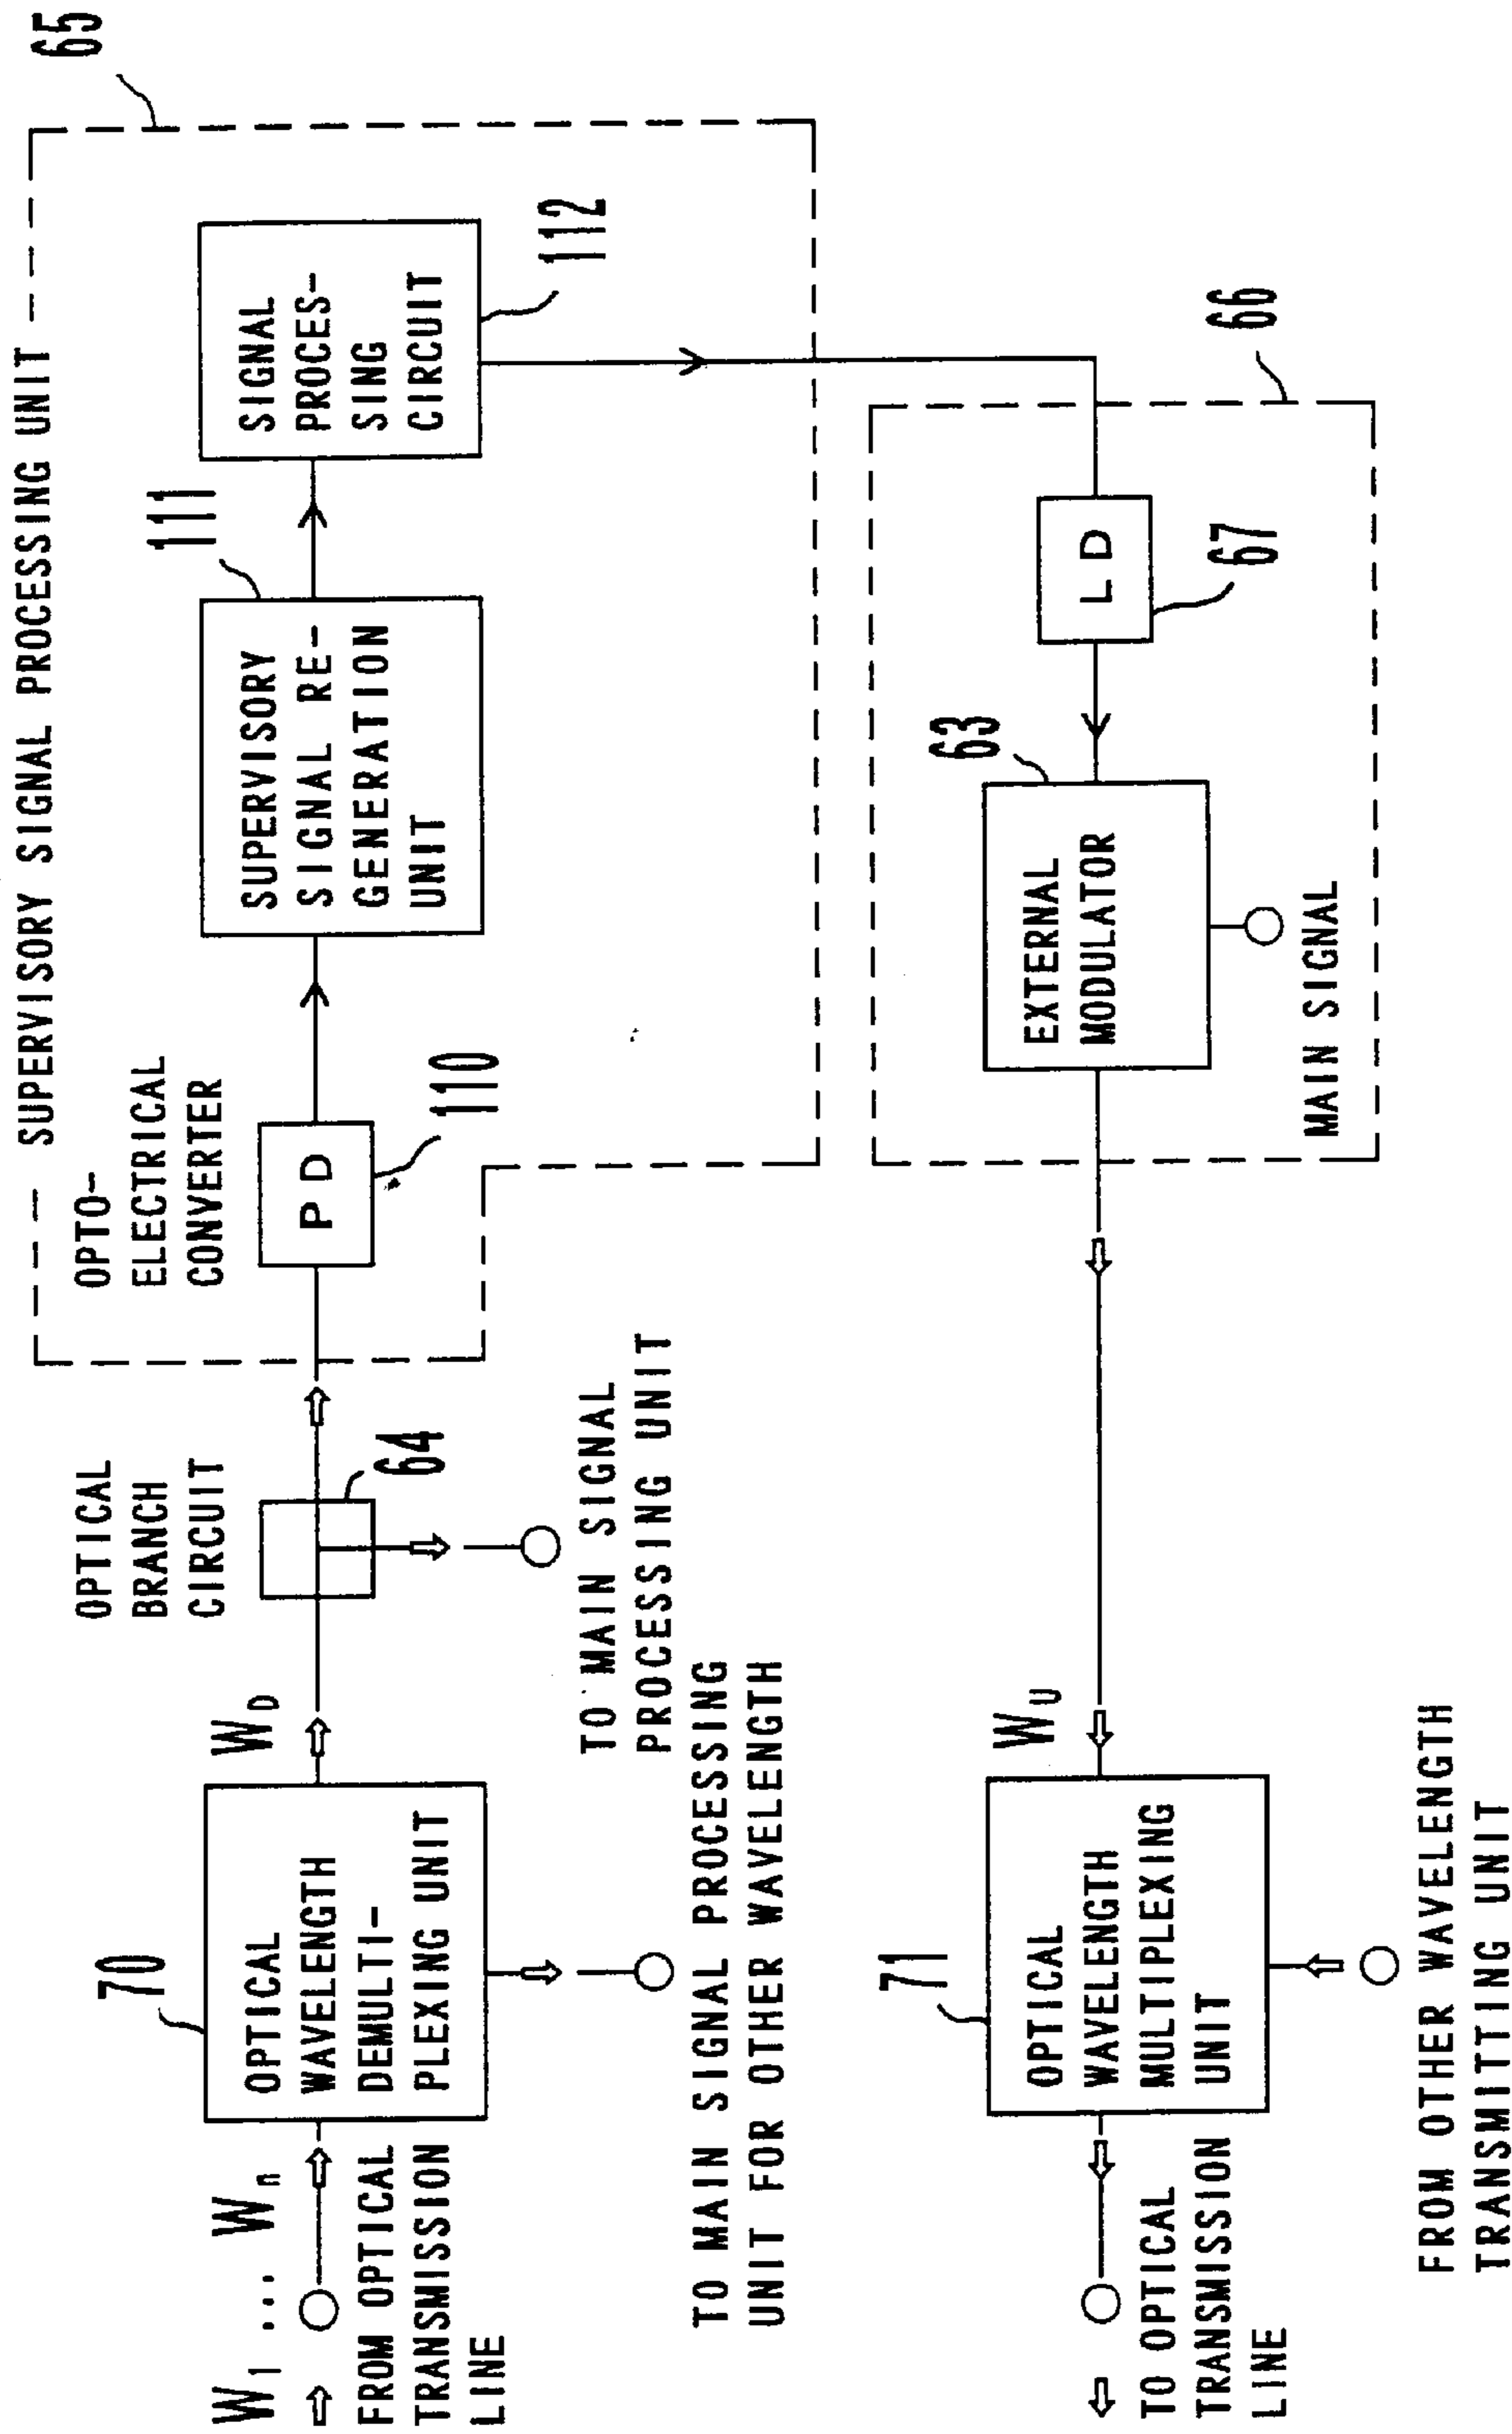 SUPERVISORY SIGNAL PROCESSING UNIT
65
OPTICAL
BRANCH
CIRCUIT
64
OPTO-
ELECTRICAL
CONVERTER
PD
110
111
SUPERVISORY
SIGNAL RE-
GENERATION
UNIT
SIGNAL
PROCES-
SING
CIRCUIT
112
W1 ... Wn
FROM OPTICAL
TRANSMISSION
LINE
70
OPTICAL
WAVELENGTH
DEMULTI-
PLEXING UNIT
WD
TO MAIN SIGNAL
PROCESSING UNIT
TO MAIN SIGNAL PROCESSING
UNIT FOR OTHER WAVELENGTH
66
LD
67
63
EXTERNAL
MODULATOR
MAIN SIGNAL
WU
71
OPTICAL
WAVELENGTH
MULTIPLEXING
UNIT
TO OPTICAL
TRANSMISSION
LINE
FROM OTHER WAVELENGTH
TRANSMITTING UNIT